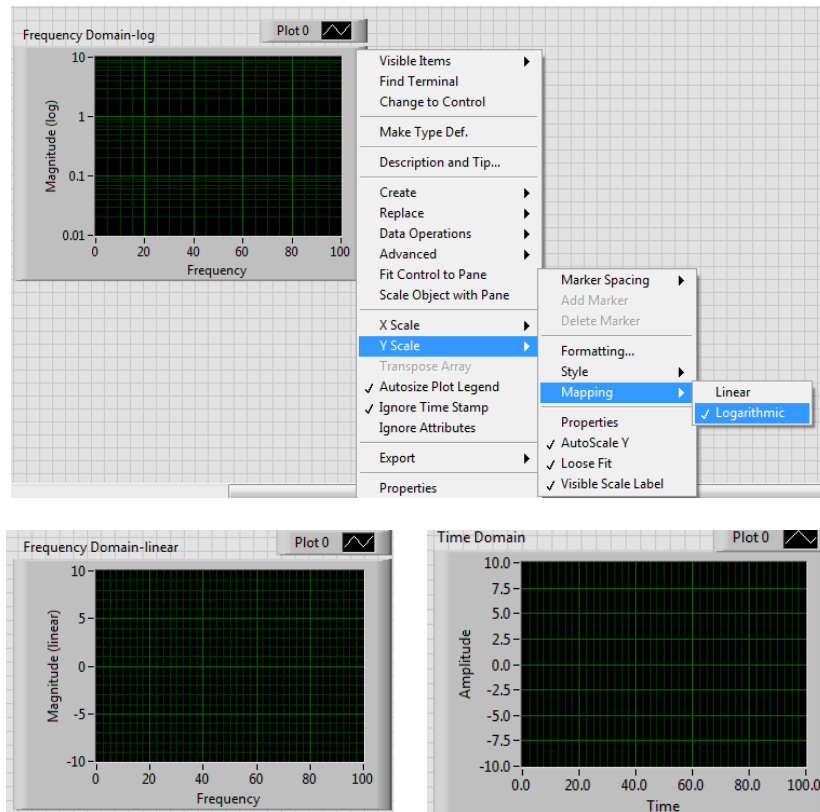 Frequency Domain-log
Plot 0
10
1
0.1
0.01
Magnitude (log)
0 20 40 60 80 100
Frequency
Visible Items
Find Terminal
Change to Control
Make Type Def.
Description and Tip...
Create
Replace
Data Operations
Advanced
Fit Control to Pane
Scale Object with Pane
X Scale
Y Scale
Transpose Array
Autosize Plot Legend
Ignore Time Stamp
Ignore Attributes
Export
Properties
Marker Spacing
Add Marker
Delete Marker
Formatting...
Style
Mapping
Properties
AutoScale Y
Loose Fit
Visible Scale Label
Linear
Logarithmic
Frequency Domain-linear
Plot 0
10
5
0
-5
-10
Magnitude (linear)
0 20 40 60 80 100
Frequency
Time Domain
Plot 0
10.0
7.5
5.0
2.5
0.0
-2.5
-5.0
-7.5
-10.0
Amplitude
0.0 20.0 40.0 60.0 80.0 100.0
Time